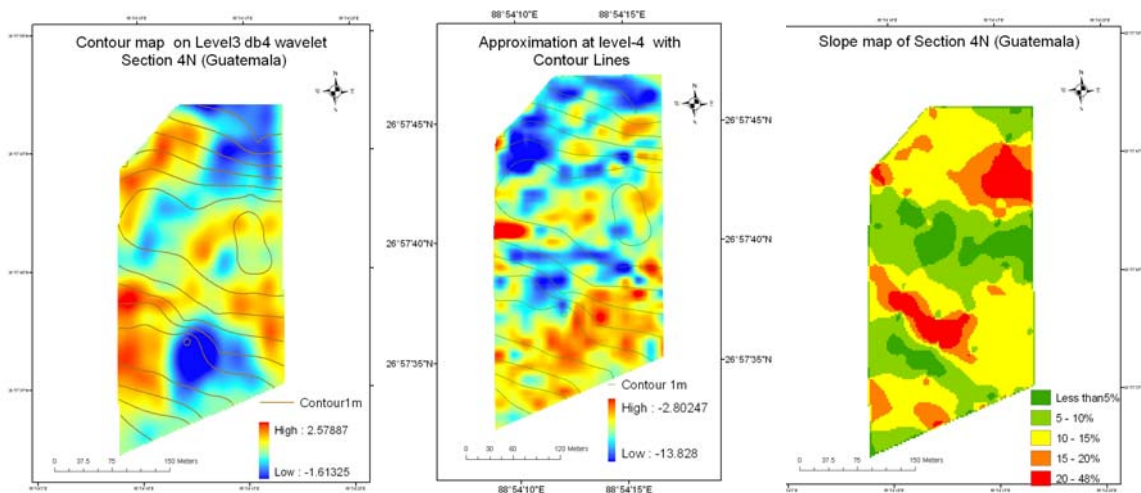 Contour map on Level3 db4 wavelet
Section 4N (Guatemala)
N
Contour1m
High : 2.57887
Low : -1.61325
0 37.5 75 150 Meters
88°54'10"E 88°54'15"E
Approximation at level-4 with
Contour Lines
N
26°57'45"N 26°57'45"N
26°57'40"N 26°57'40"N
26°57'35"N 26°57'35"N
Contour 1m
High : -2.80247
Low : -13.828
0 30 60 120 Meters
88°54'10"E 88°54'15"E
Slope map of Section 4N (Guatemala)
N
Less than5%
5 - 10%
10 - 15%
15 - 20%
20 - 48%
0 37.5 75 150 Meters